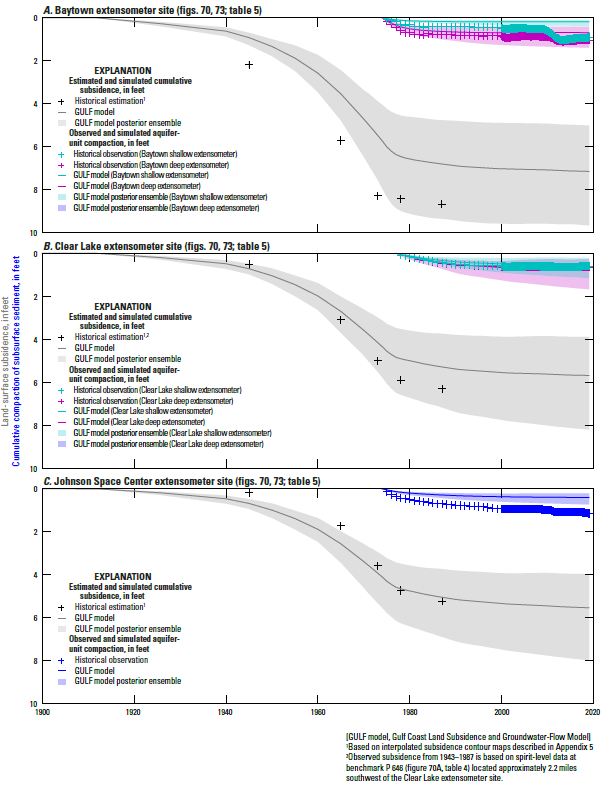 A. Baytown extensometer site (figs. 70, 73; table 5)
0
2
4
6
8
10
EXPLANATION
Estimated and simulated cumulative
subsidence, in feet
Historical estimation¹
GULF model
GULF model posterior ensemble
Observed and simulated aquifer-
unit compaction, in feet
Historical observation (Baytown shallow extensometer)
Historical observation (Baytown deep extensometer)
GULF model (Baytown shallow extensometer)
GULF model (Baytown deep extensometer)
GULF model posterior ensemble (Baytown shallow extensometer)
GULF model posterior ensemble (Baytown deep extensometer)
B. Clear Lake extensometer site (figs. 70, 73; table 5)
0
2
4
6
8
10
EXPLANATION
Estimated and simulated cumulative
subsidence, in feet
Historical estimation¹,²
GULF model
GULF model posterior ensemble
Observed and simulated aquifer-
unit compaction, in feet
Historical observation (Clear Lake shallow extensometer)
Historical observation (Clear Lake deep extensometer)
GULF model (Clear Lake shallow extensometer)
GULF model (Clear Lake deep extensometer)
GULF model posterior ensemble (Clear Lake shallow extensometer)
GULF model posterior ensemble (Clear Lake deep extensometer)
Land-surface subsidence, in feet
Cumulative compaction of subsurface sediment, in feet
C. Johnson Space Center extensometer site (figs. 70, 73; table 5)
0
2
4
6
8
10
EXPLANATION
Estimated and simulated cumulative
subsidence, in feet
Historical estimation¹
GULF model
GULF model posterior ensemble
Observed and simulated aquifer-
unit compaction, in feet
Historical observation
GULF model
GULF model posterior ensemble
1900 1920 1940 1960 1980 2000 2020
[GULF model, Gulf Coast Land Subsidence and Groundwater-Flow Model]
¹Based on interpolated subsidence contour maps described in Appendix 5
²Observed subsidence from 1943–1987 is based on spirit-level data at
benchmark P 646 (figure 70A, table 4) located approximately 2.2 miles
southwest of the Clear Lake extensometer site.